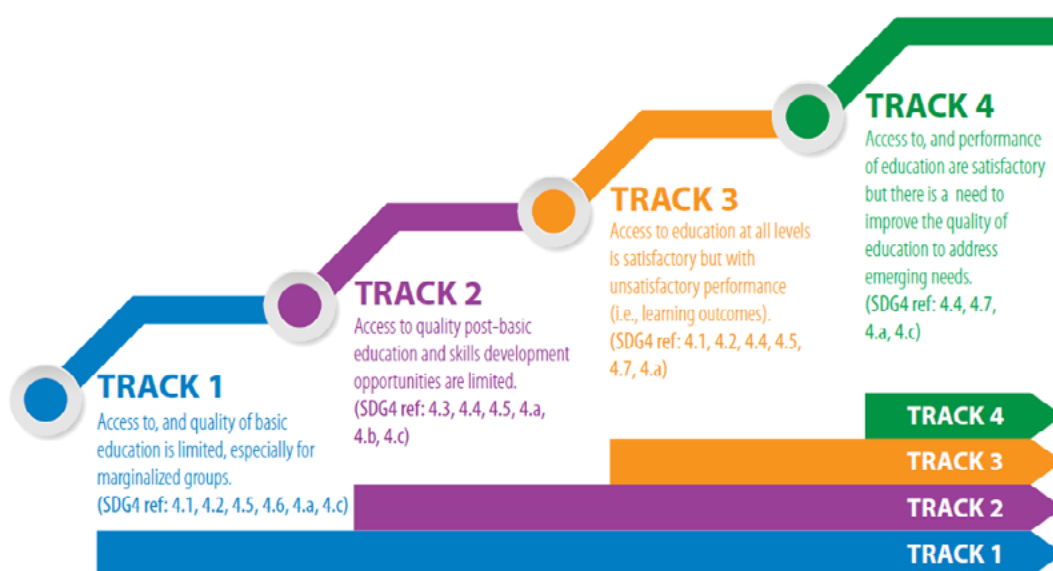 TRACK 1
Access to, and quality of basic
education is limited, especially for
marginalized groups.
(SDG4 ref: 4.1, 4.2, 4.5, 4.6, 4.a, 4.c)
TRACK 2
Access to quality post-basic
education and skills development
opportunities are limited.
(SDG4 ref: 4.3, 4.4, 4.5, 4.a,
4.b, 4.c)
TRACK 3
Access to education at all levels
is satisfactory but with
unsatisfactory performance
(i.e., learning outcomes).
(SDG4 ref: 4.1, 4.2, 4.4, 4.5,
4.7, 4.a)
TRACK 4
Access to, and performance
of education are satisfactory
but there is a need to
improve the quality of
education to address
emerging needs.
(SDG4 ref: 4.4, 4.7,
4.a, 4.c)
TRACK 4
TRACK 3
TRACK 2
TRACK 1